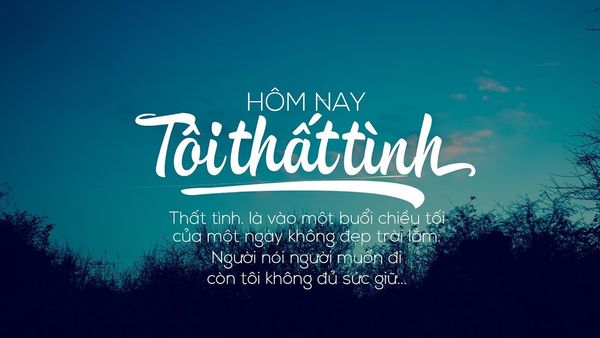 HÔM NAY
Tôi thất tình
Thất tình, là vào một buổi chiều tối
của một ngày không đẹp trời lắm.
Người nói người muốn đi
còn tôi không đủ sức giữ...